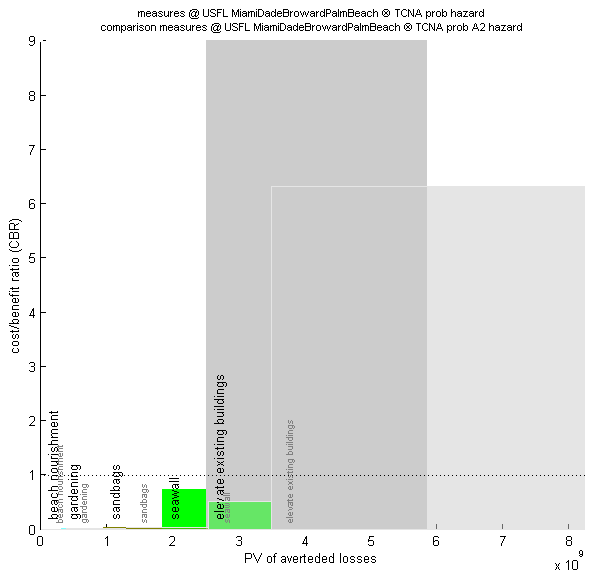 measures @ USFL MiamiDadeBrowardPalmBeach ⊗ TCNA prob hazard
comparison measures @ USFL MiamiDadeBrowardPalmBeach ⊗ TCNA prob A2 hazard
cost/benefit ratio (CBR)
9
8
7
6
5
4
3
2
1
0
beach nourishment
beach nourishment
gardening
gardening
sandbags
sandbags
seawall
elevate existing buildings
seawall
elevate existing buildings
0 1 2 3 4 5 6 7 8
PV of averteded losses
x 10^9